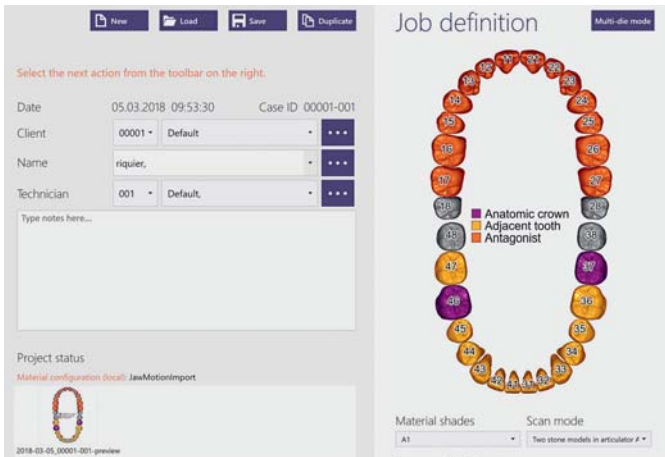 New Load Save Duplicate
Select the next action from the toolbar on the right.
Date 05.03.2018 09:53:30 Case ID 00001-001
Client 00001 Default
Name riquier,
Technician 001 Default,
Type notes here...
Project status
Material configuration (local): JawMotionImport
2018-03-05_00001-001-preview
Job definition Multi-die mode
12 11 21 22
13 23
14 24
15 25
16 26
17 27
18 28
Anatomic crown
Adjacent tooth
Antagonist
48 38
47 37
46 36
45 35
44 34
43 33
42 41 31 32
Material shades Scan mode
A1 Two stone models in articulator A